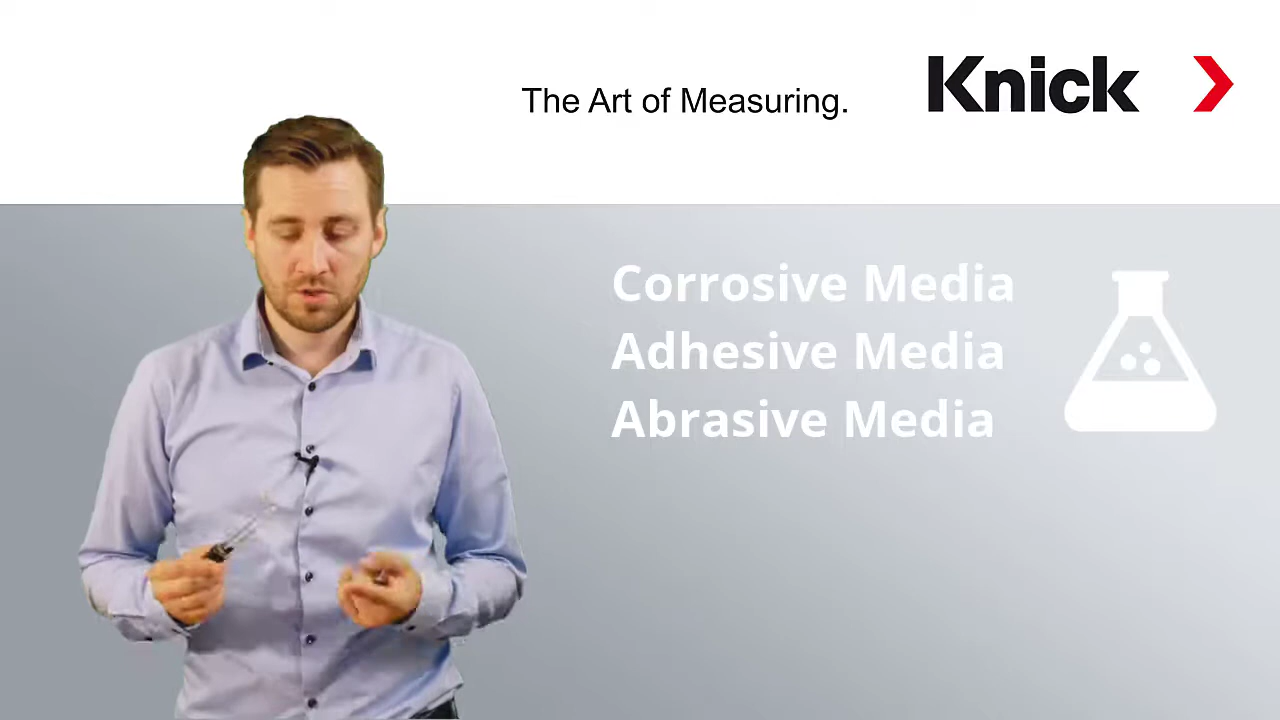 The Art of Measuring.
Knick
Corrosive Media
Adhesive Media
Abrasive Media